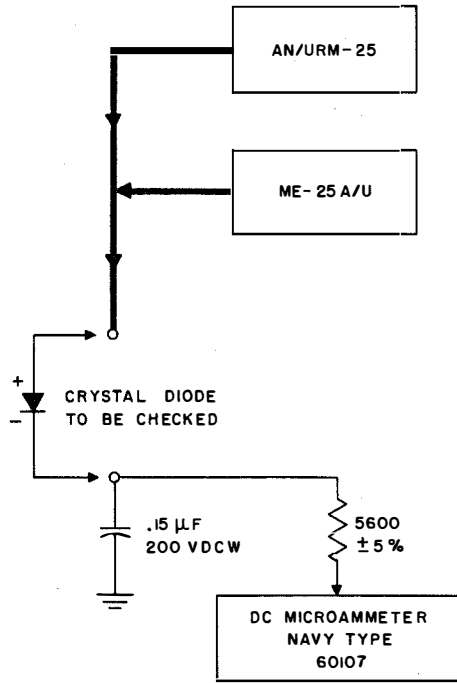 AN/URM-25
ME-25 A/U
+
CRYSTAL DIODE
TO BE CHECKED
-
.15 μF
200 VDCW
5600
±5%
DC MICROAMMETER
NAVY TYPE
60107